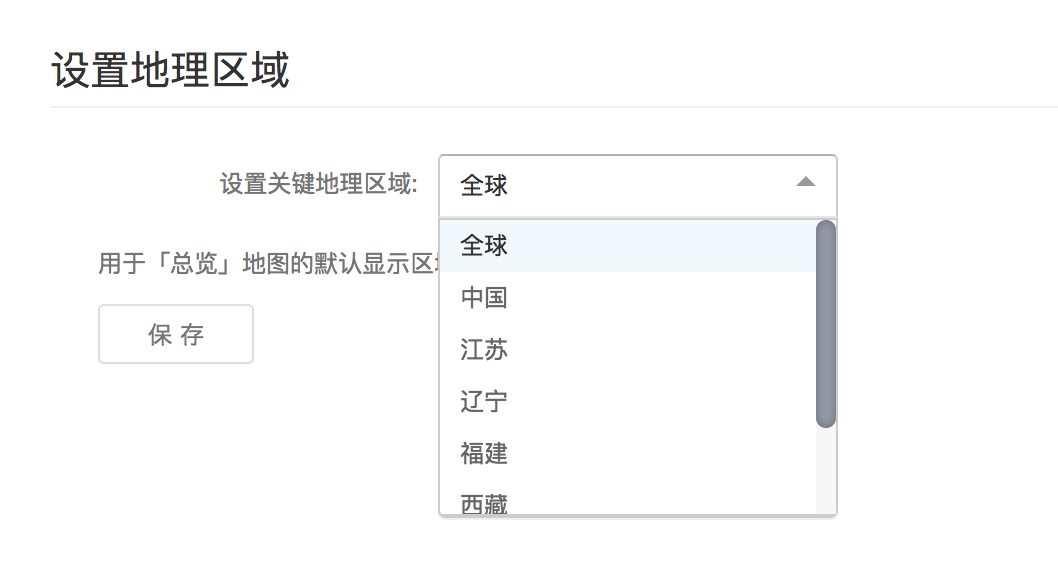 设置地理区域
设置关键地理区域:
全球
全球
中国
江苏
辽宁
福建
西藏
用于「总览」地图的默认显示区
保存